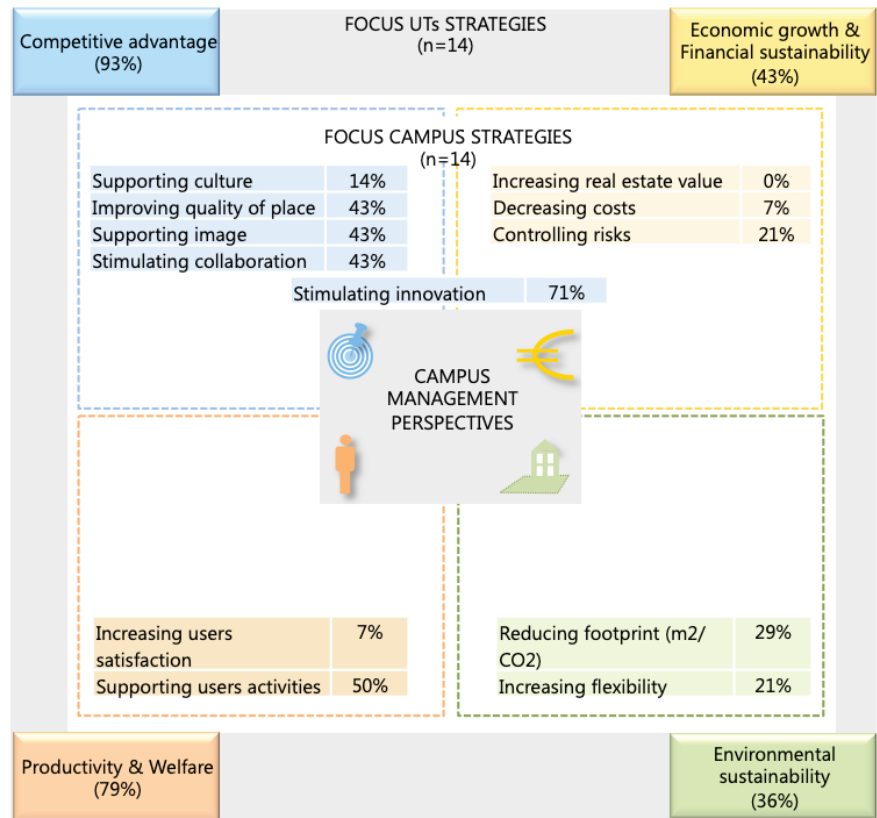 Competitive advantage
(93%)
FOCUS UTs STRATEGIES
(n=14)
Economic growth &
Financial sustainability
(43%)
FOCUS CAMPUS STRATEGIES
(n=14)
Supporting culture 14%
Improving quality of place 43%
Supporting image 43%
Stimulating collaboration 43%
Increasing real estate value 0%
Decreasing costs 7%
Controlling risks 21%
Stimulating innovation 71%
CAMPUS
MANAGEMENT
PERSPECTIVES
Increasing users 7%
satisfaction
Supporting users activities 50%
Reducing footprint (m2/ 29%
CO2)
Increasing flexibility 21%
Productivity & Welfare
(79%)
Environmental
sustainability
(36%)